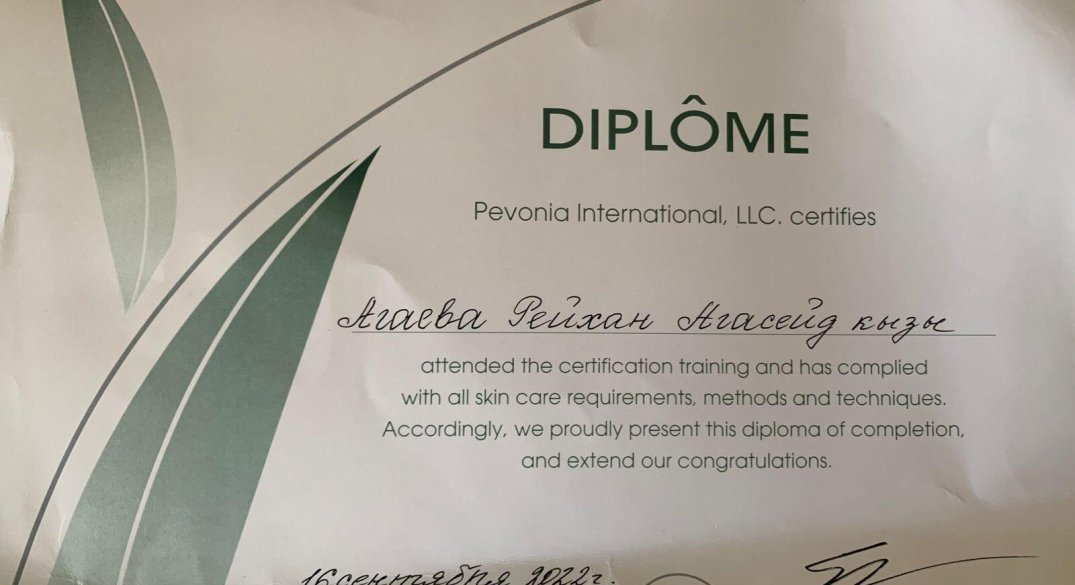 DIPLÔME
Pevonia International, LLC. certifies
Агаева Рейхан Агасейд кызы
attended the certification training and has complied
with all skin care requirements, methods and techniques.
Accordingly, we proudly present this diploma of completion,
and extend our congratulations.
16 сентября 2022г.